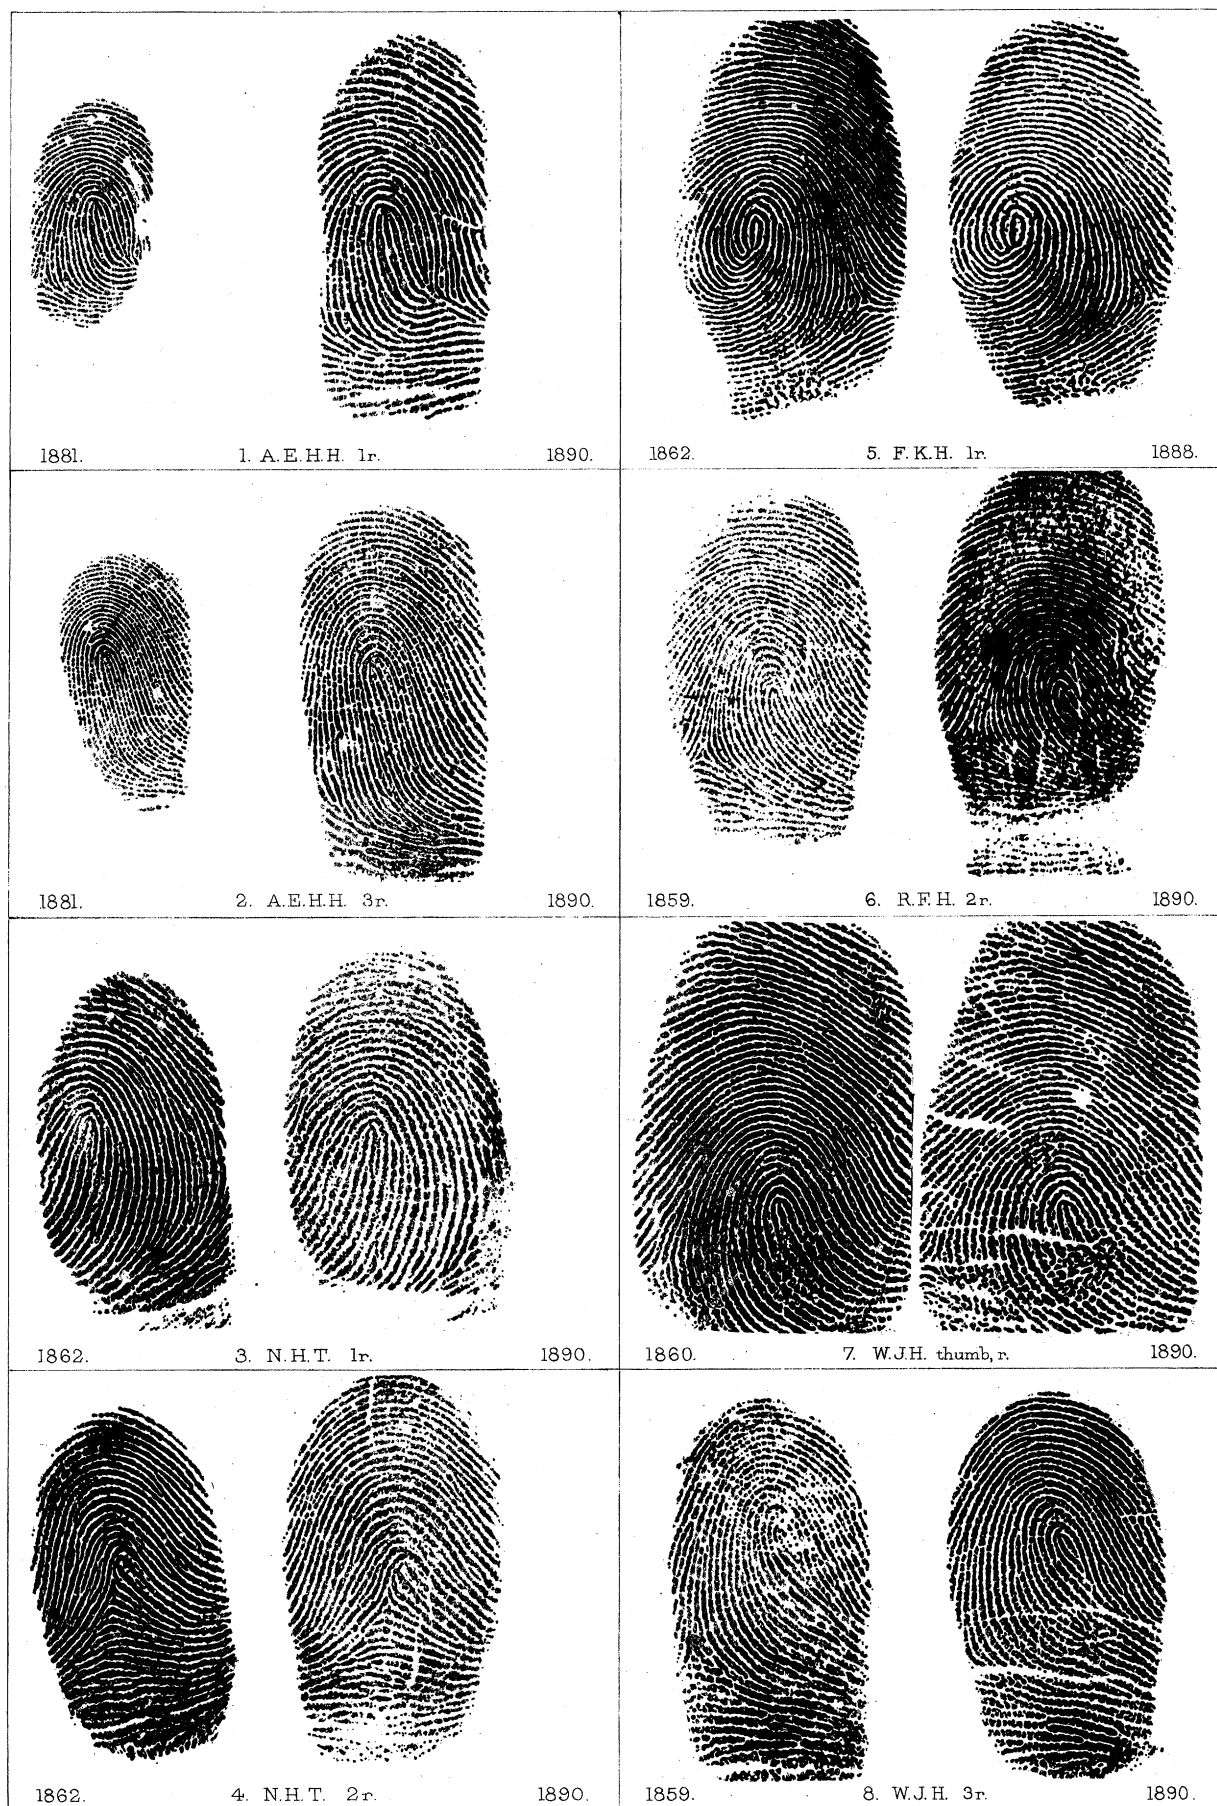 1881. 1. A.E.H.H. 1r. 1890.
1862. 5. F.K.H. 1r. 1888.
1881. 2. A.E.H.H. 3r. 1890.
1859. 6. R.F.H. 2r. 1890.
1862. 3. N.H.T. 1r. 1890.
1860. 7. W.J.H. thumb, r. 1890.
1862. 4. N.H.T. 2r. 1890.
1859. 8. W.J.H. 3r. 1890.